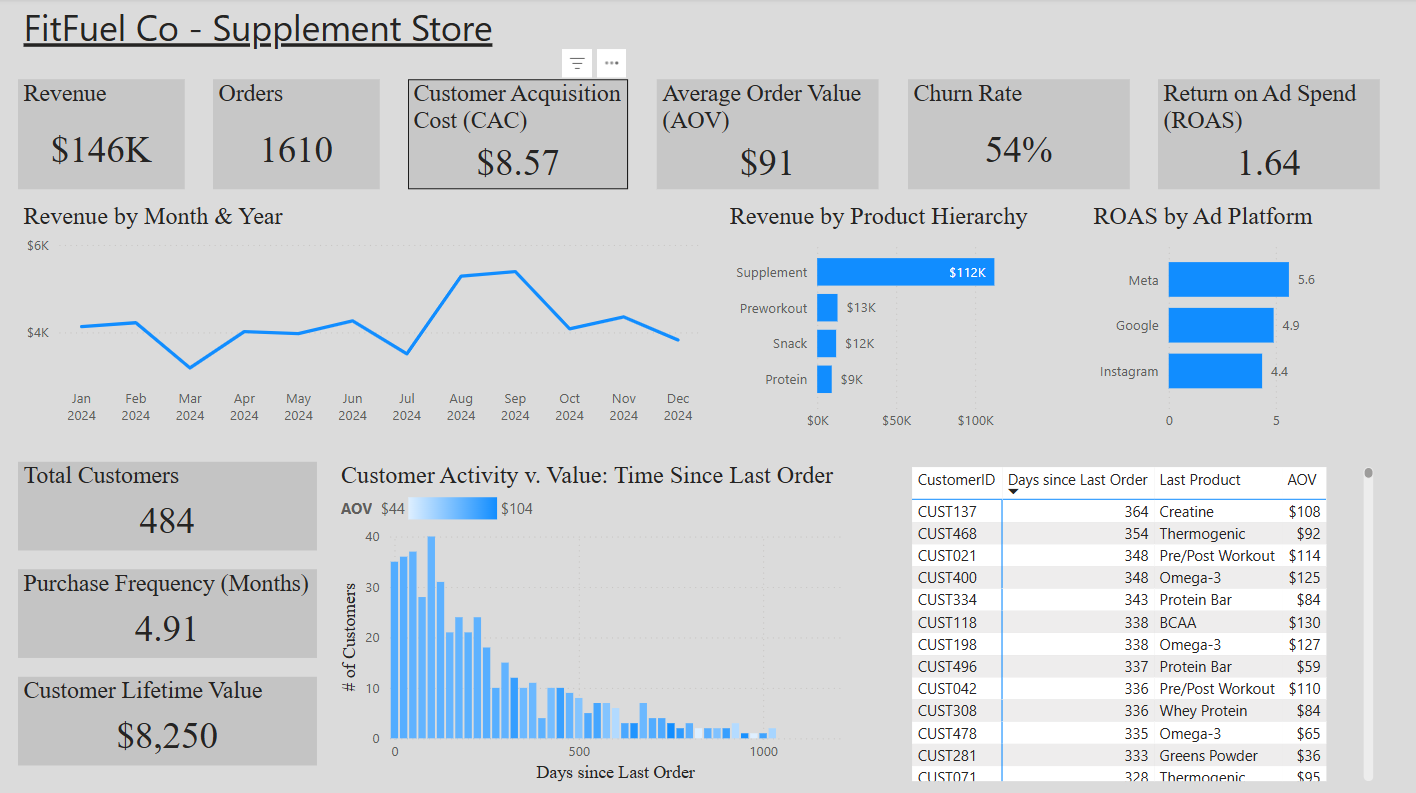 FitFuel Co - Supplement Store
Revenue
$146K
Orders
1610
Customer Acquisition
Cost (CAC)
$8.57
Average Order Value
(AOV)
$91
Churn Rate
54%
Return on Ad Spend
(ROAS)
1.64
Revenue by Month & Year
$6K
$4K
Jan 2024
Feb 2024
Mar 2024
Apr 2024
May 2024
Jun 2024
Jul 2024
Aug 2024
Sep 2024
Oct 2024
Nov 2024
Dec 2024
Revenue by Product Hierarchy
Supplement $112K
Preworkout $13K
Snack $12K
Protein $9K
$0K $50K $100K
ROAS by Ad Platform
Meta 5.6
Google 4.9
Instagram 4.4
0 5
Total Customers
484
Purchase Frequency (Months)
4.91
Customer Lifetime Value
$8,250
Customer Activity v. Value: Time Since Last Order
AOV $44 $104
# of Customers
40
30
20
10
0
0 500 1000
Days since Last Order
CustomerID Days since Last Order Last Product AOV
CUST137 364 Creatine $108
CUST468 354 Thermogenic $92
CUST021 348 Pre/Post Workout $114
CUST400 348 Omega-3 $125
CUST334 343 Protein Bar $84
CUST118 338 BCAA $130
CUST198 338 Omega-3 $127
CUST496 337 Protein Bar $59
CUST042 336 Pre/Post Workout $110
CUST308 336 Whey Protein $84
CUST478 335 Omega-3 $65
CUST281 333 Greens Powder $36
CUST071 328 Thermogenic $95